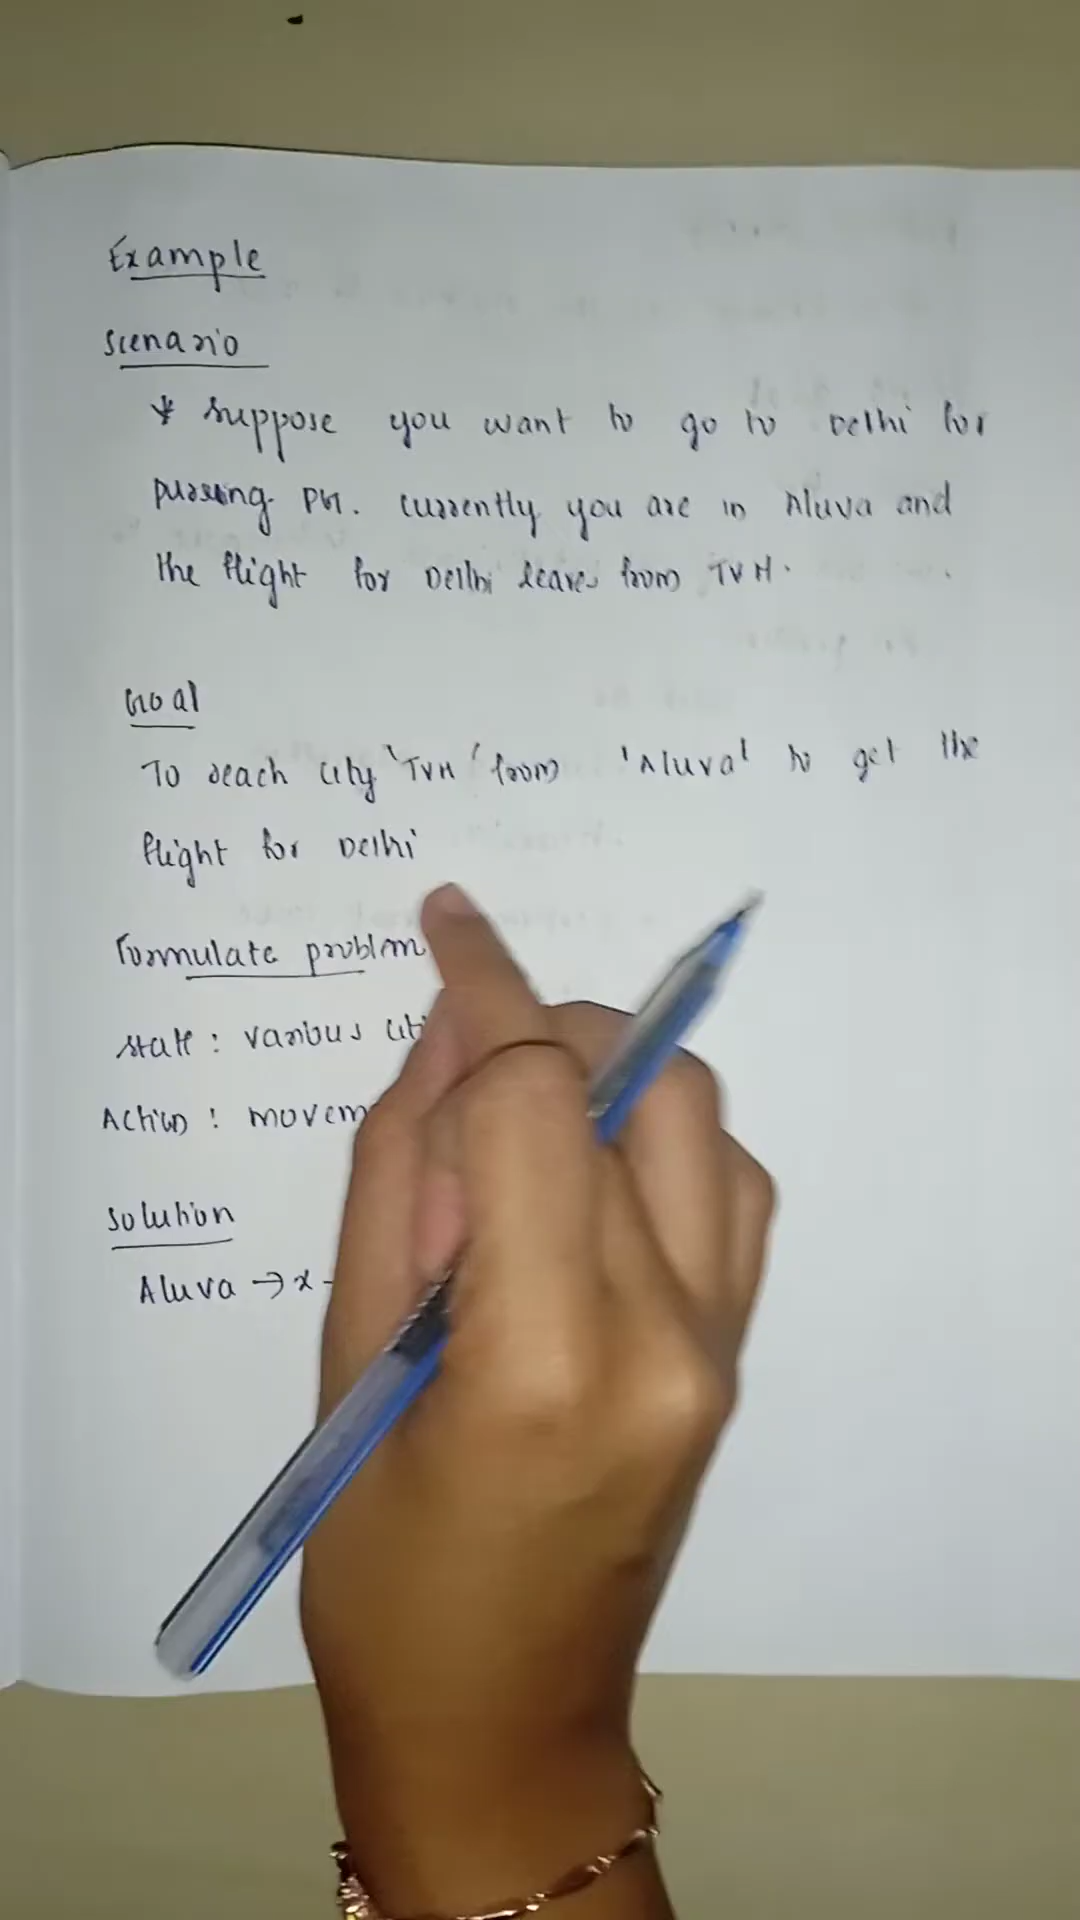 Example
Scenario
* Suppose you want to go to Delhi for
pursuing PG. Currently you are in Aluva and
the flight for Delhi leaves from TVM.
Goal
To reach city 'TVM' from 'Aluva' to get the
flight for Delhi
Formulate problem
State : various citi
Action : movem
Solution
Aluva → x -